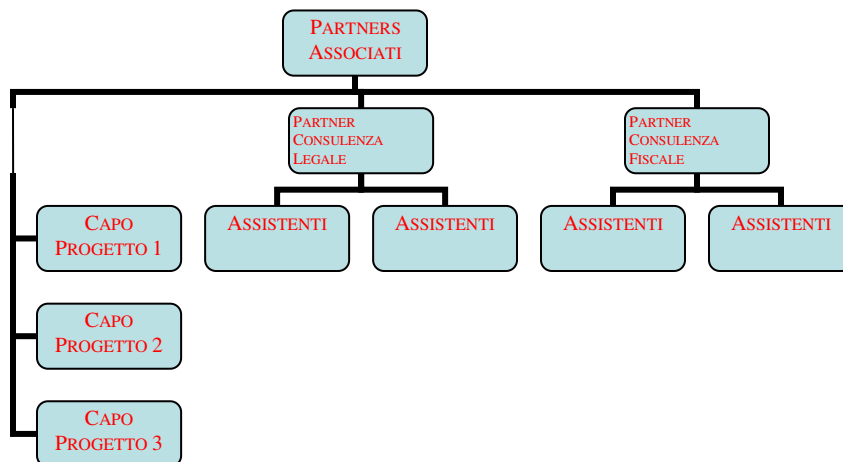 PARTNERS
ASSOCIATI
PARTNER
CONSULENZA
LEGALE
PARTNER
CONSULENZA
FISCALE
CAPO
PROGETTO 1
ASSISTENTI
ASSISTENTI
ASSISTENTI
ASSISTENTI
CAPO
PROGETTO 2
CAPO
PROGETTO 3